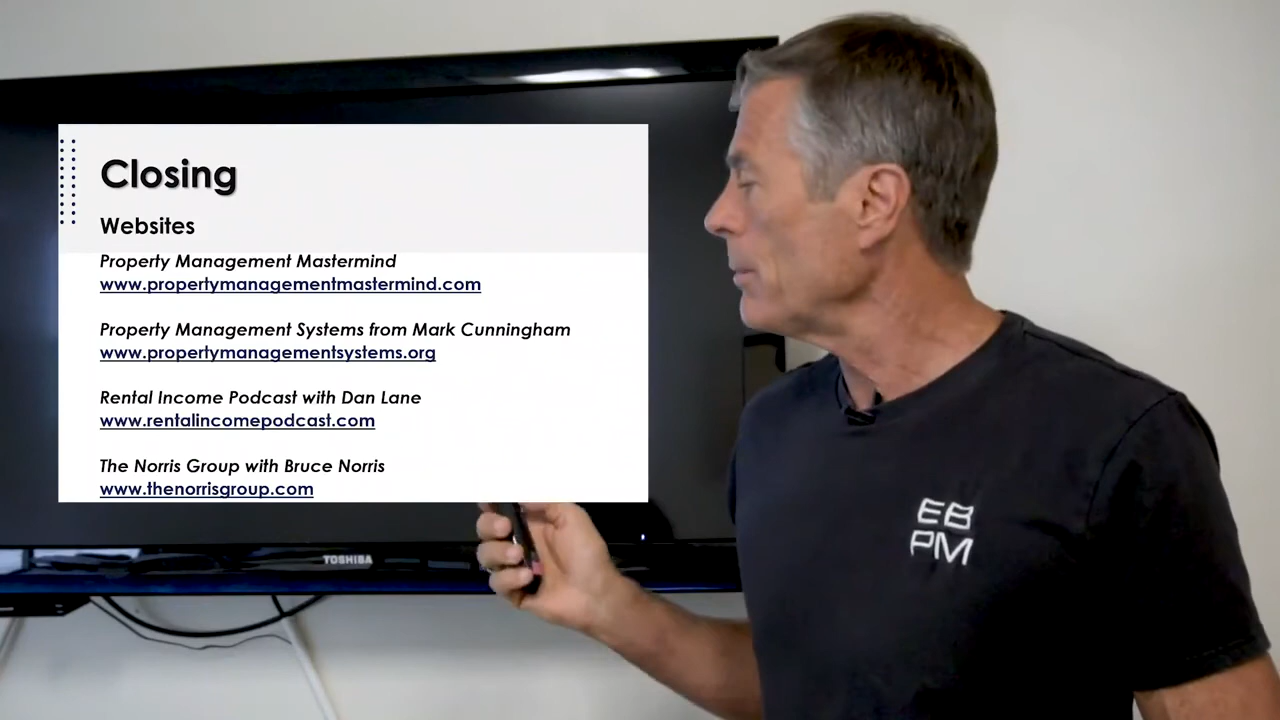 Closing
Websites
Property Management Mastermind
www.propertymanagementmastermind.com
Property Management Systems from Mark Cunningham
www.propertymanagementsystems.org
Rental Income Podcast with Dan Lane
www.rentalincomepodcast.com
The Norris Group with Bruce Norris
www.thenorrisgroup.com
TOSHIBA
EB
PM